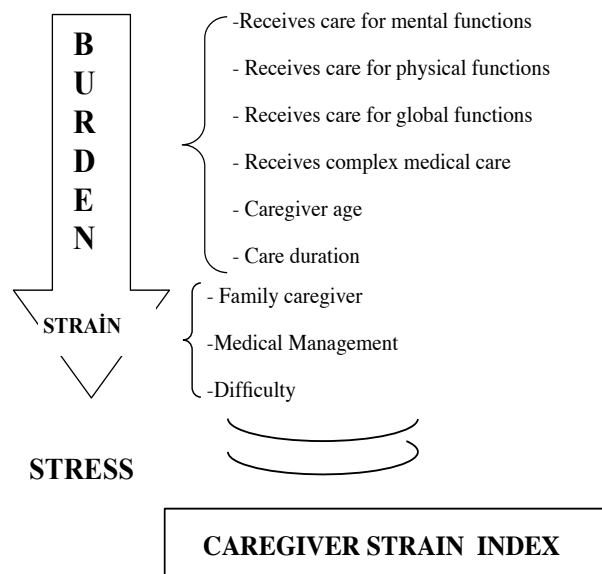 BURDEN
-Receives care for mental functions
- Receives care for physical functions
- Receives care for global functions
- Receives complex medical care
- Caregiver age
- Care duration
STRAİN
- Family caregiver
-Medical Management
-Difficulty
STRESS
CAREGIVER STRAIN INDEX